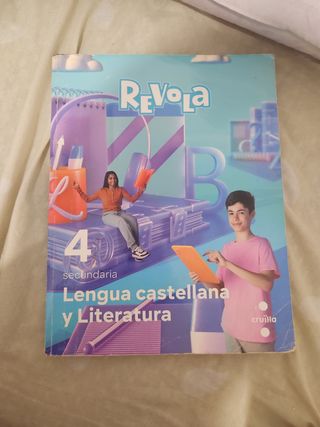 REVOLA
B
4
secundaria
Lengua castellana
y Literatura
cruïlla